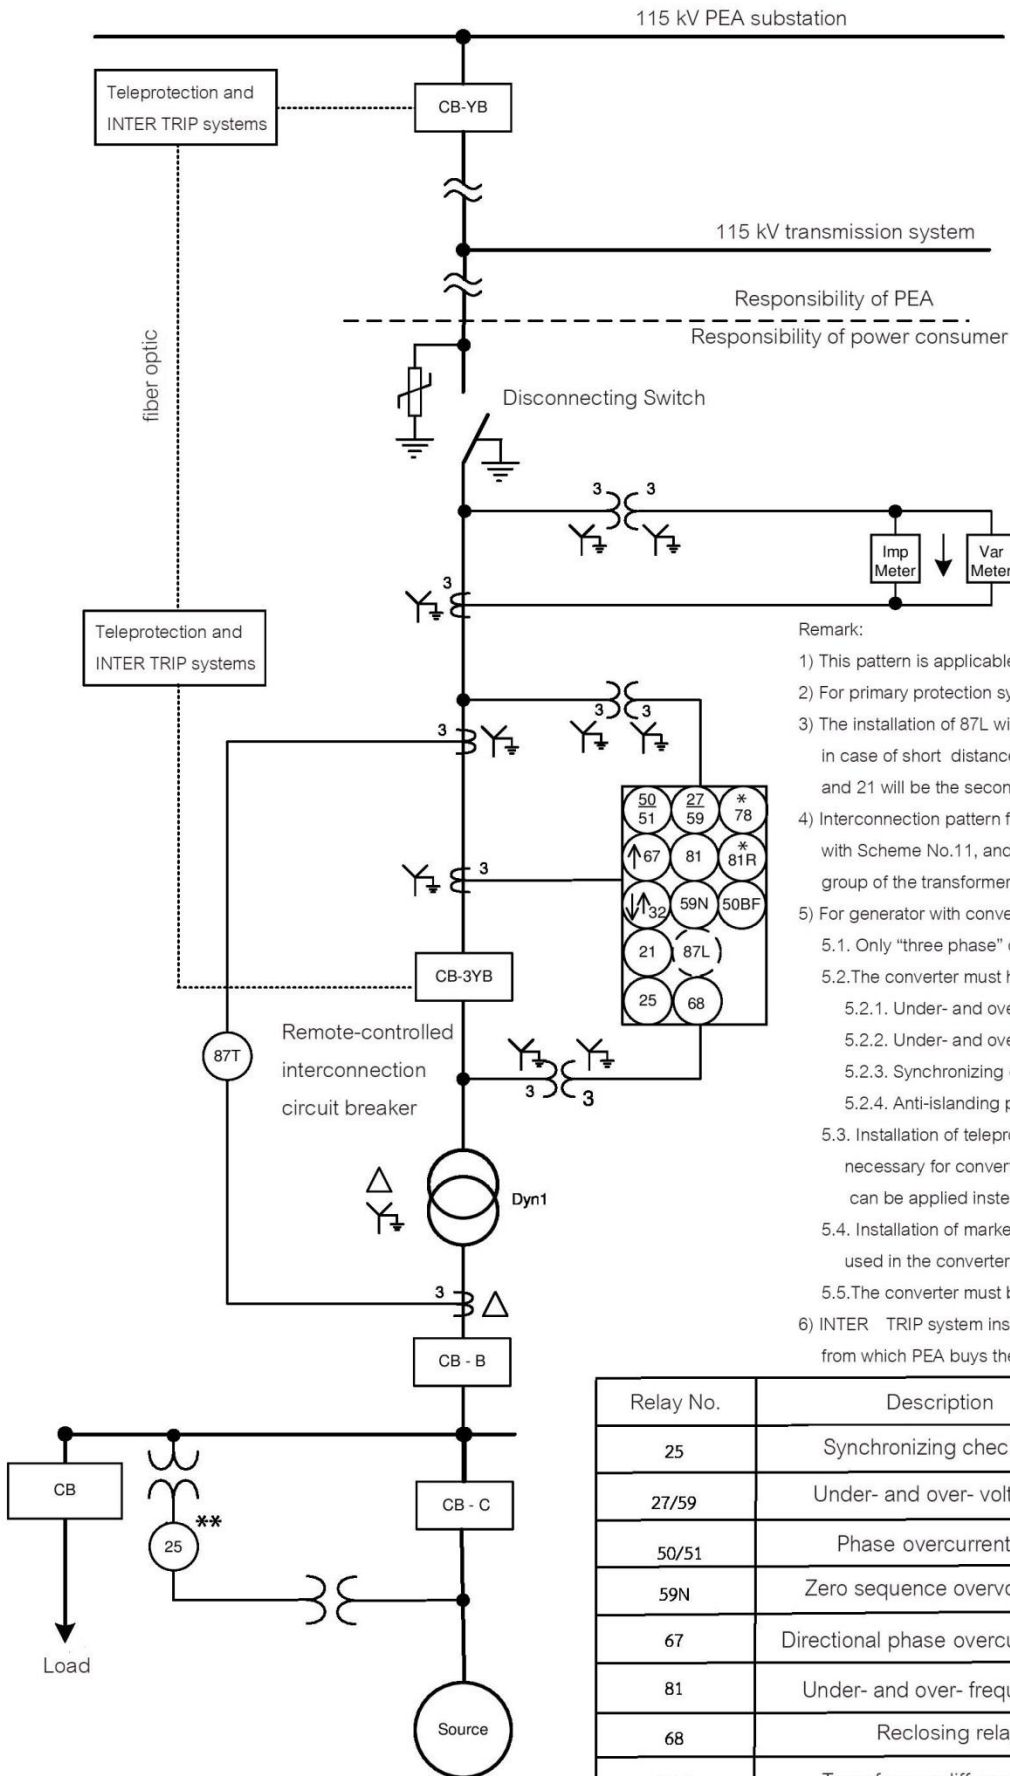 115 kV PEA substation
Teleprotection and
INTER TRIP systems
CB-YB
115 kV transmission system
Responsibility of PEA
Responsibility of power consumer
fiber optic
Disconnecting Switch
3 3
Imp
Meter
Var
Meter
3
Teleprotection and
INTER TRIP systems
Remark:
1) This pattern is applicable
2) For primary protection sy
3) The installation of 87L wi
in case of short distance
and 21 will be the secon
4) Interconnection pattern f
with Scheme No.11, and
group of the transformer
5) For generator with conve
5.1. Only “three phase”
5.2.The converter must h
5.2.1. Under- and ove
5.2.2. Under- and ove
5.2.3. Synchronizing
5.2.4. Anti-islanding p
5.3. Installation of telepro
necessary for conver
can be applied inste
5.4. Installation of marke
used in the converter
5.5.The converter must b
6) INTER TRIP system ins
from which PEA buys the
3 3
3
50
51
27
59
*
78
67
81
*
81R
32
59N
50BF
21
87L
25
68
3
CB-3YB
87T
Remote-controlled
interconnection
circuit breaker
3 3
Dyn1
3
CB - B
CB
25
**
CB - C
Load
Source
Relay No. Description
25 Synchronizing chec
27/59 Under- and over- volt
50/51 Phase overcurrent
59N Zero sequence overvo
67 Directional phase overcu
81 Under- and over- frequ
68 Reclosing rela